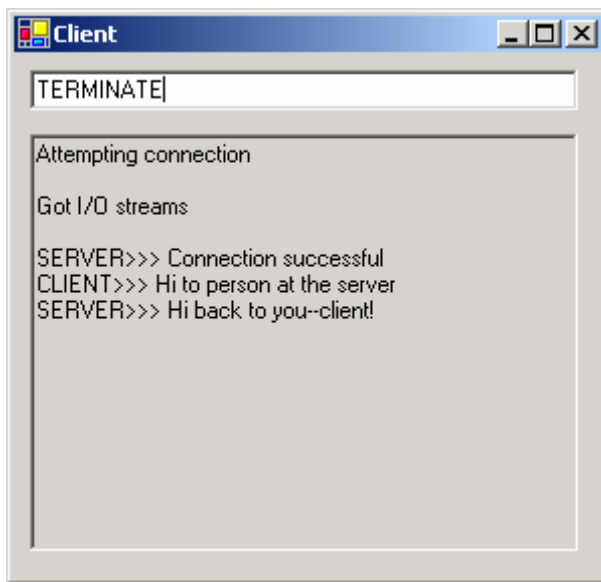 Client
TERMINATE
Attempting connection
Got I/O streams
SERVER>>> Connection successful
CLIENT>>> Hi to person at the server
SERVER>>> Hi back to you--client!